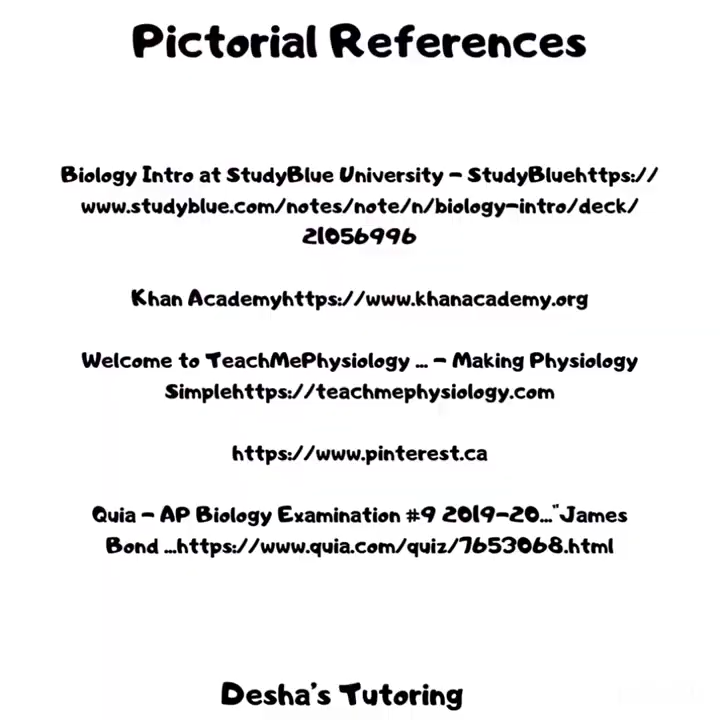 Pictorial References
Biology Intro at StudyBlue University - StudyBluehttps://
www.studyblue.com/notes/note/n/biology-intro/deck/
21056996
Khan Academyhttps://www.khanacademy.org
Welcome to TeachMePhysiology ... - Making Physiology
Simplehttps://teachmephysiology.com
https://www.pinterest.ca
Quia - AP Biology Examination #9 2019-20..."James
Bond ...https://www.quia.com/quiz/7653068.html
Desha's Tutoring